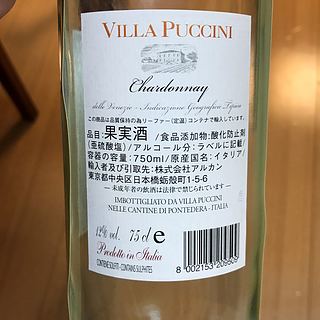 VILLA PUCCINI
Chardonnay
delle Venezie - Indicazione Geografica Tipica
この商品は品質保持の為リーファー(定温)コンテナで輸入しています。
品目:果実酒 /食品添加物:酸化防止剤
(亜硫酸塩)/アルコール分:ラベルに記載/
容器の容量:750ml/原産国名:イタリア/
輸入者及び引取先:株式会社アルカン
東京都中央区日本橋蛎殻町1-5-6
― 未成年者の飲酒は法律で禁じられています ―
IMBOTTIGLIATO DA VILLA PUCCINI
NELLE CANTINE DI PONTEDERA - ITALIA
12% vol. 75 cl e
Prodotto in Italia
CONTIENE SOLFITI - CONTAINS SULPHITES
8 002153 209509